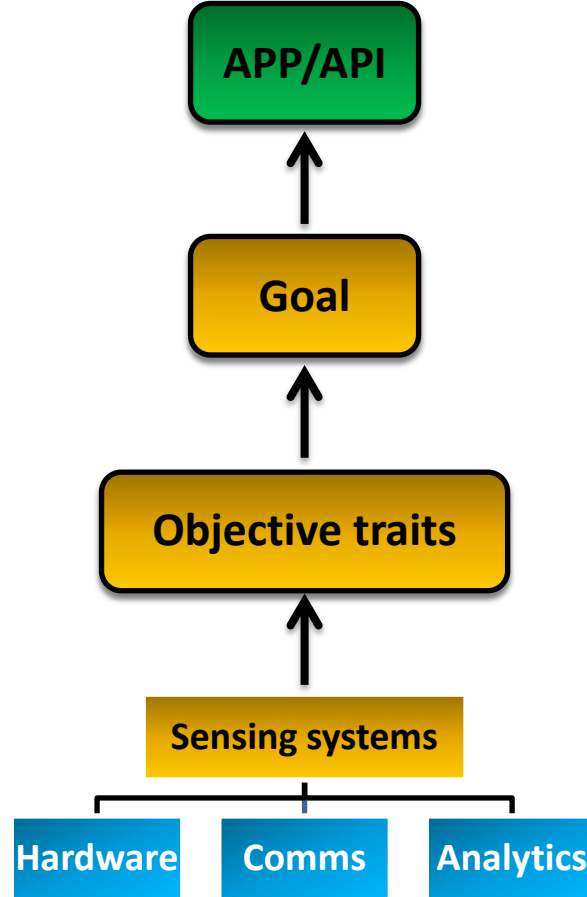 APP/API
Goal
Objective traits
Sensing systems
Hardware
Comms
Analytics